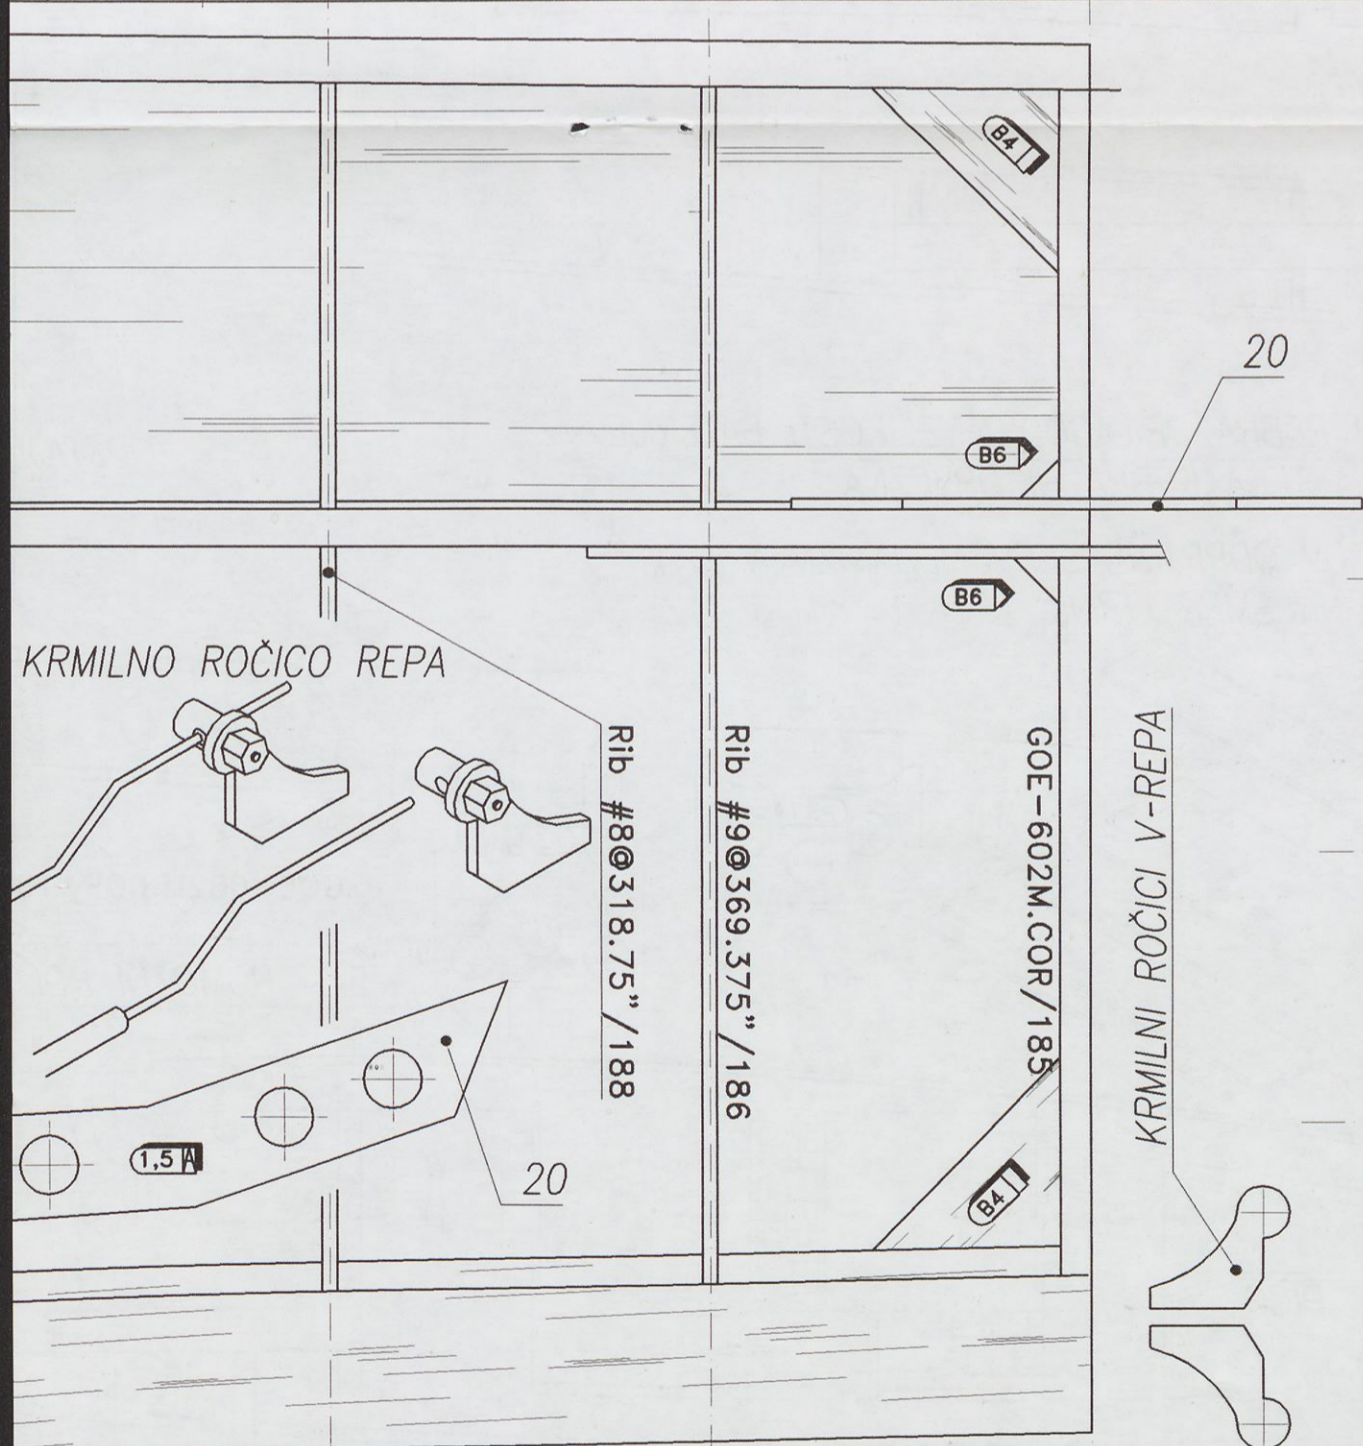 B4
20
B6
B6
KRMILNO ROČICO REPA
Rib #8@318.75”/188
Rib #9@369.375”/186
GOE-602M.COR/185
KRMILNI ROČICI V-REPA
1,5 A
20
B4